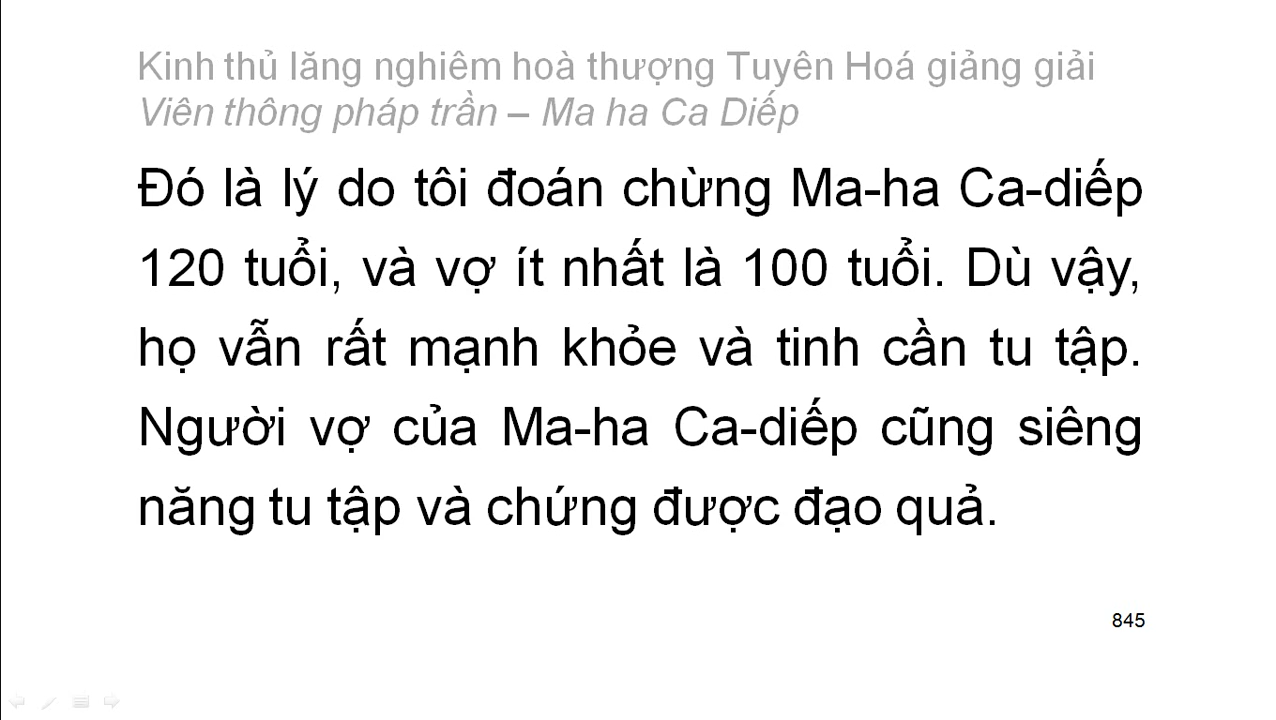 Kinh thủ lăng nghiêm hoà thượng Tuyên Hoá giảng giải
Viên thông pháp trần – Ma ha Ca Diếp
Đó là lý do tôi đoán chừng Ma-ha Ca-diếp
120 tuổi, và vợ ít nhất là 100 tuổi. Dù vậy,
họ vẫn rất mạnh khỏe và tinh cần tu tập.
Người vợ của Ma-ha Ca-diếp cũng siêng
năng tu tập và chứng được đạo quả.
845